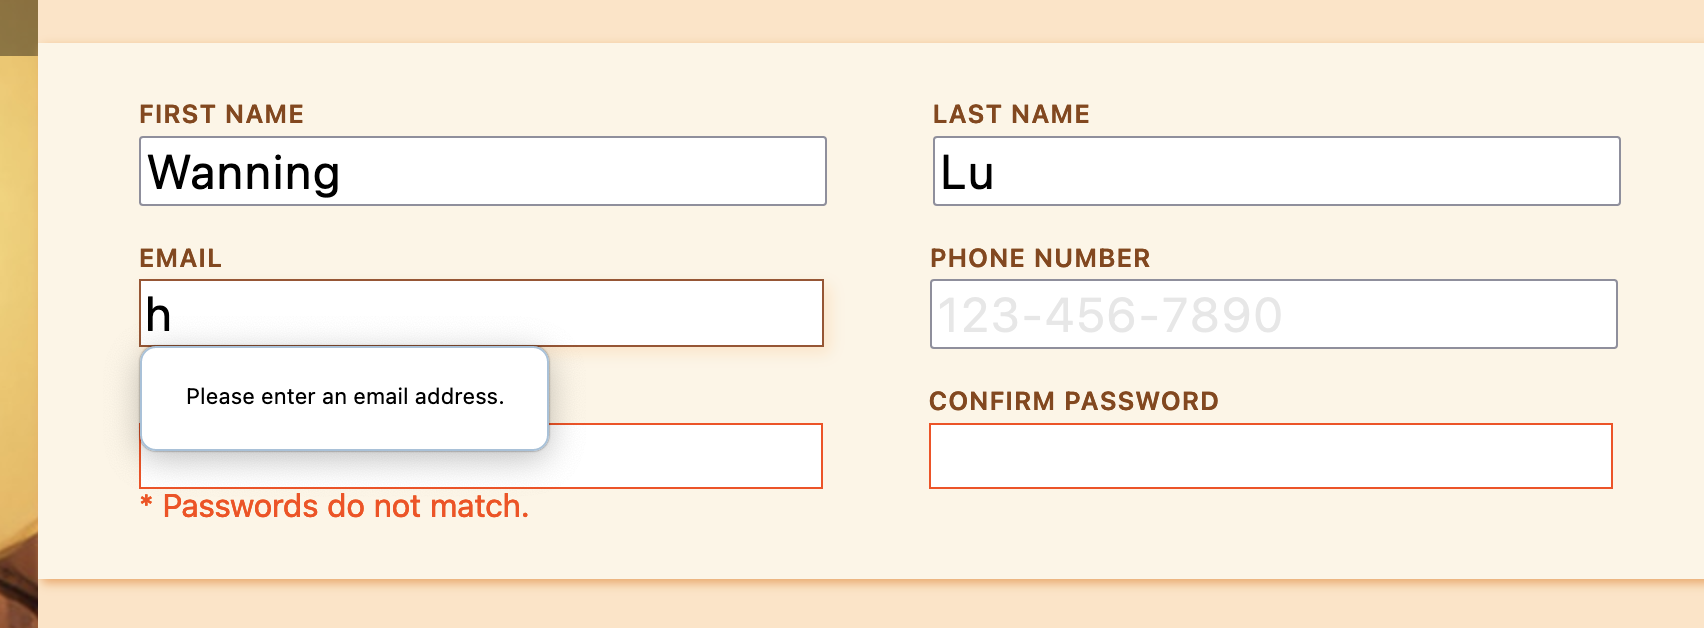 FIRST NAME
LAST NAME
Wanning
Lu
EMAIL
PHONE NUMBER
h
123-456-7890
Please enter an email address.
CONFIRM PASSWORD
* Passwords do not match.